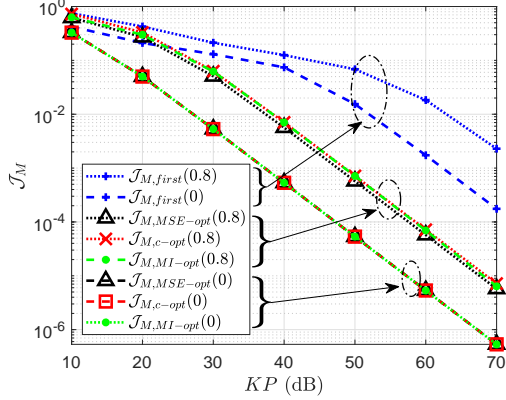 10^0
10^-2
10^-4
10^-6
𝒥_M
𝒥_{M,first}(0.8)
𝒥_{M,first}(0)
𝒥_{M,MSE-opt}(0.8)
𝒥_{M,c-opt}(0.8)
𝒥_{M,MI-opt}(0.8)
𝒥_{M,MSE-opt}(0)
𝒥_{M,c-opt}(0)
𝒥_{M,MI-opt}(0)
10 20 30 40 50 60 70
KP (dB)